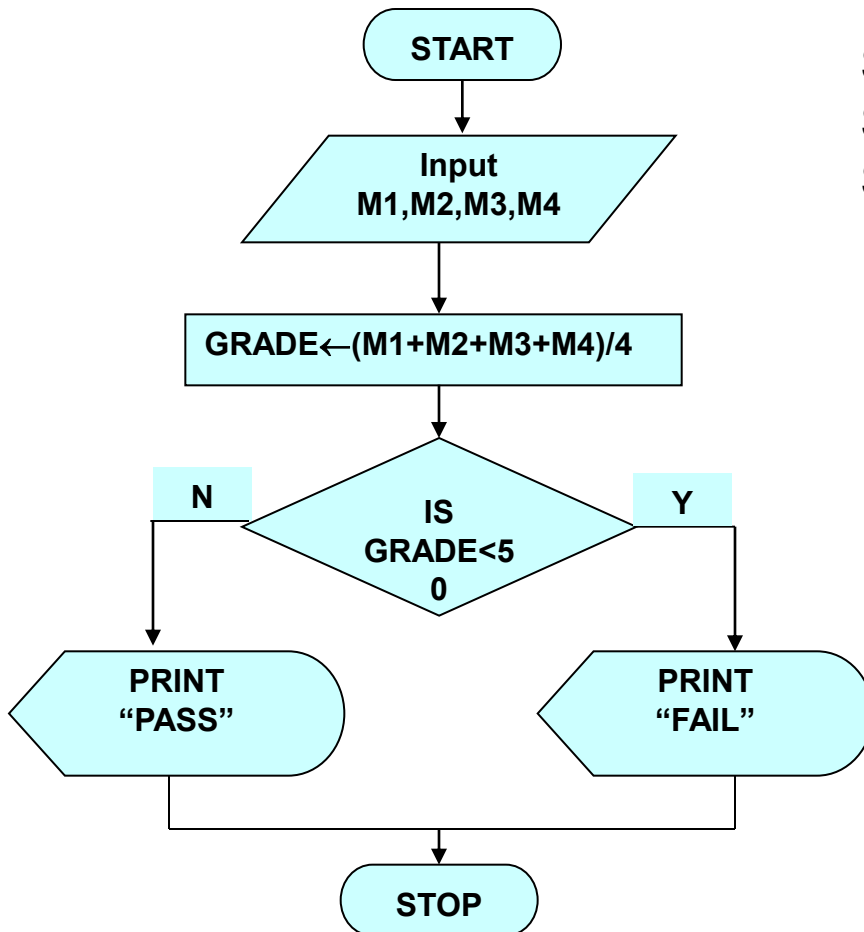 START
Input
M1,M2,M3,M4
GRADE←(M1+M2+M3+M4)/4
N
Y
IS
GRADE<5
0
PRINT
“PASS”
PRINT
“FAIL”
STOP